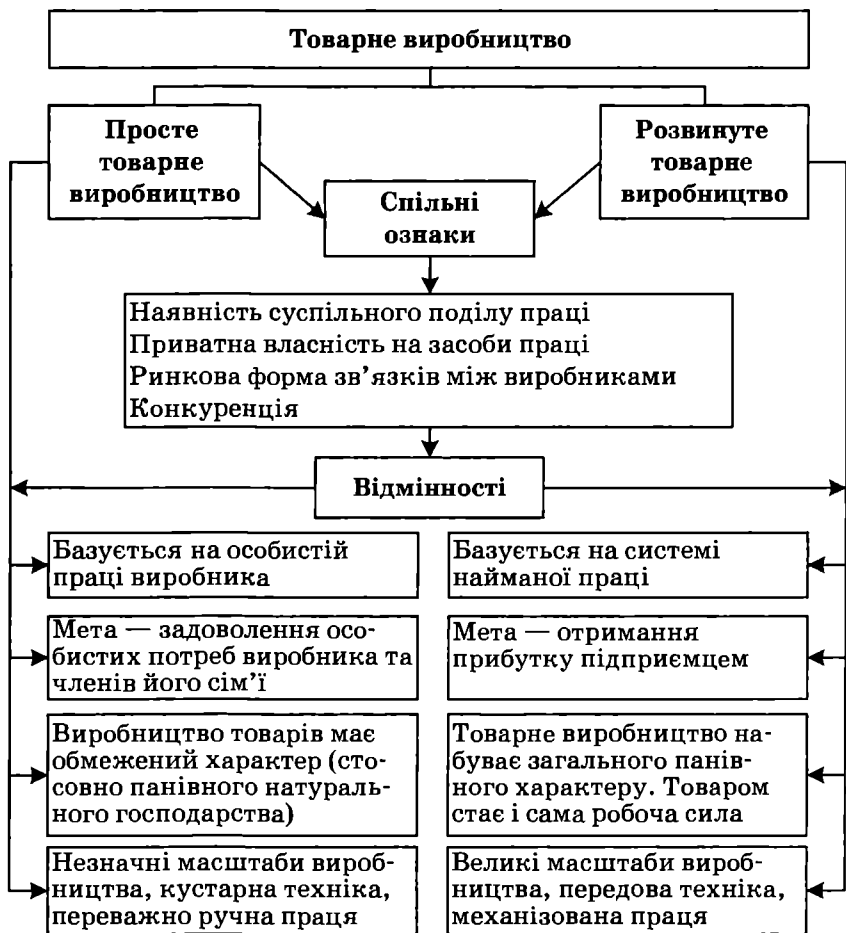 Товарне виробництво
Просте
товарне
виробництво
Розвинуте
товарне
виробництво
Спільні
ознаки
Наявність суспільного поділу праці
Приватна власність на засоби праці
Ринкова форма зв’язків між виробниками
Конкуренція
Відмінності
Базується на особистій
праці виробника
Базується на системі
найманої праці
Мета — задоволення осо-
бистих потреб виробника та
членів його сім’ї
Мета — отримання
прибутку підприємцем
Виробництво товарів має
обмежений характер (сто-
совно панівного натураль-
ного господарства)
Товарне виробництво на-
буває загального панів-
ного характеру. Товаром
стає і сама робоча сила
Незначні масштаби вироб-
ництва, кустарна техніка,
переважно ручна праця
Великі масштаби вироб-
ництва, передова техніка,
механізована праця